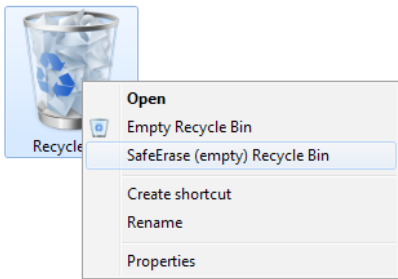 Open
Empty Recycle Bin
Recycle
SafeErase (empty) Recycle Bin
Create shortcut
Rename
Properties